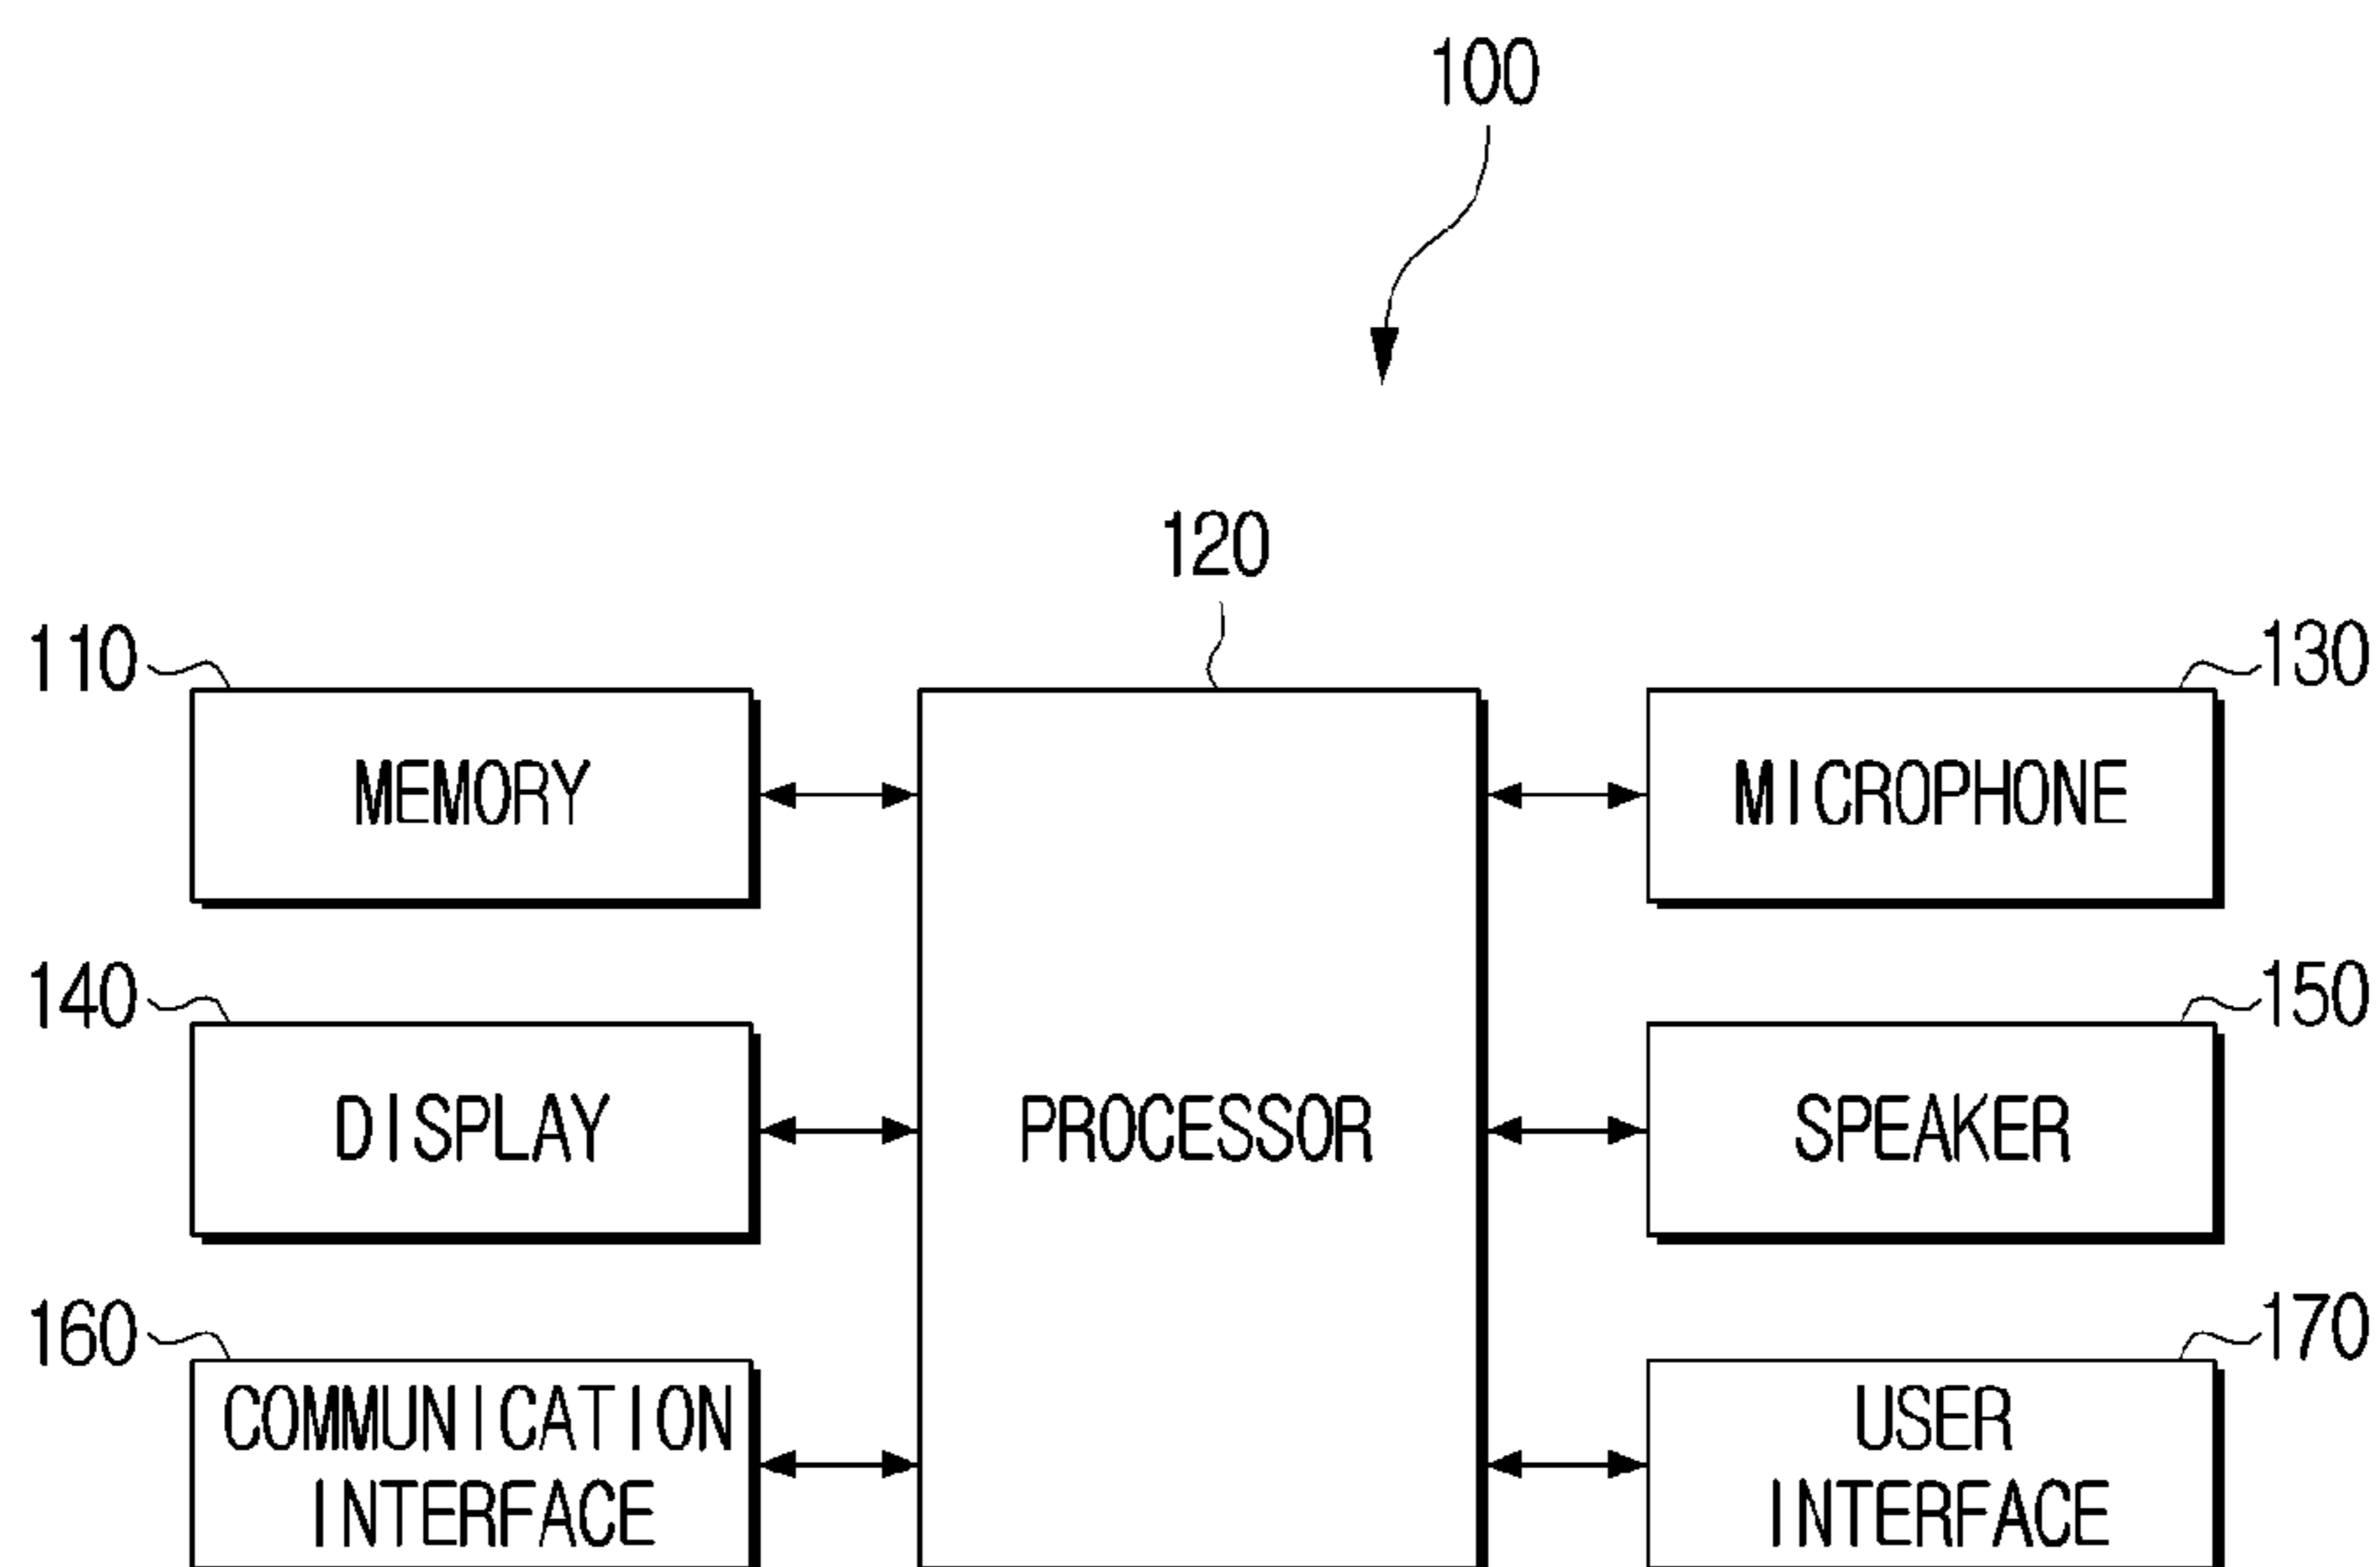 100
120
110
130
MEMORY
MICROPHONE
140
150
DISPLAY
PROCESSOR
SPEAKER
160
170
COMMUNICATION
INTERFACE
USER
INTERFACE